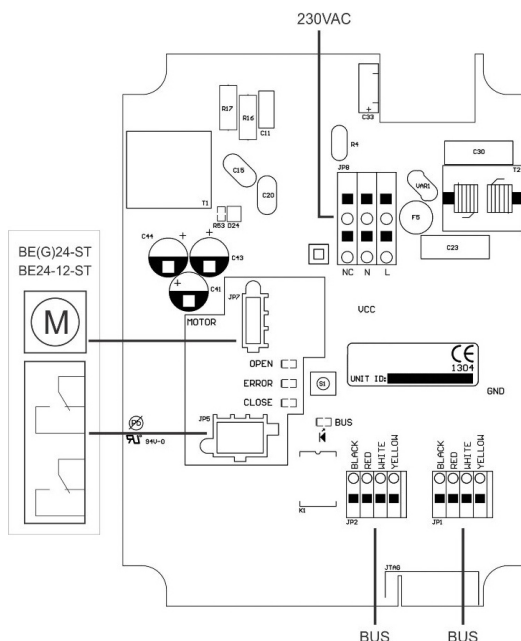 230VAC
R17
R16
C11
C33
+
R4
C30
T2
C15
C20
T1
JP8
VAR1
F5
R53 D24
C23
C44
+
+
C43
BE(G)24-ST
BE24-12-ST
+
C41
NC N L
JP7
MOTOR
VCC
M
OPEN
ERROR
S1
CE
1304
UNIT ID:
GND
CLOSE
JP5
BUS
94V-0
BLACK
RED
WHITE
YELLOW
BLACK
RED
WHITE
YELLOW
K1
JP2
JP1
JTAG
BUS
BUS